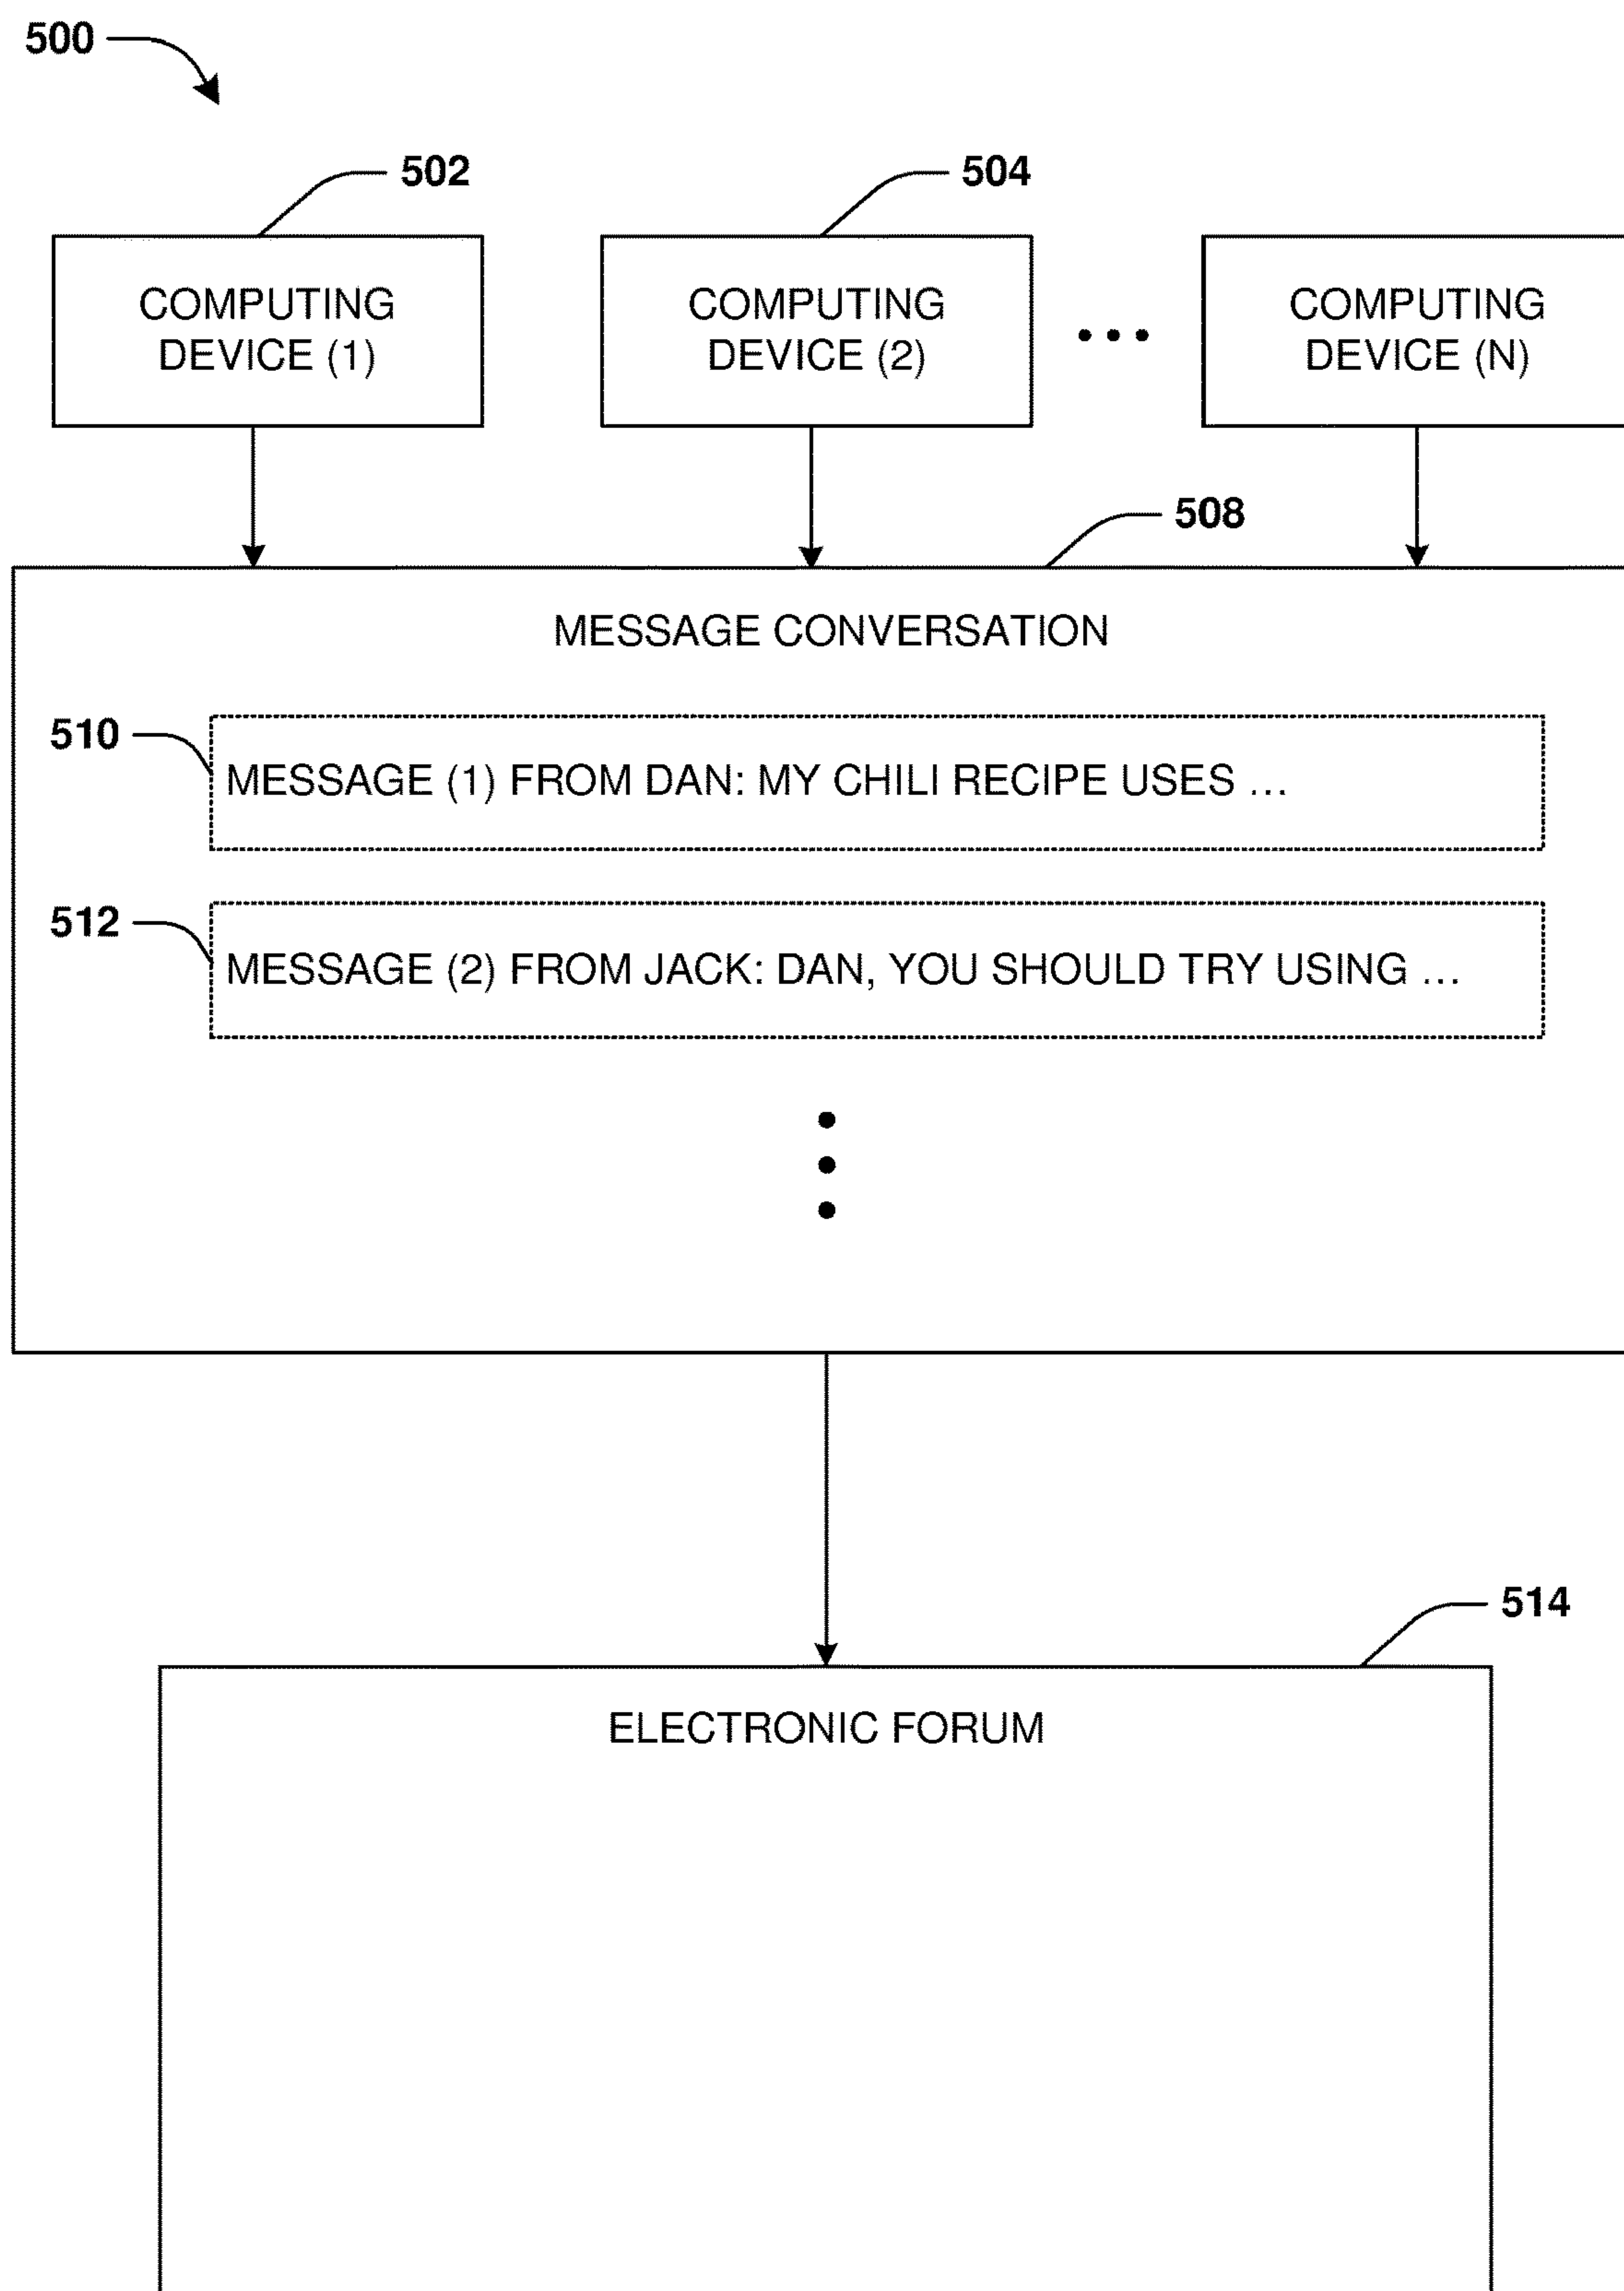 500
502
504
COMPUTING
DEVICE (1)
COMPUTING
DEVICE (2)
COMPUTING
DEVICE (N)
508
MESSAGE CONVERSATION
510
MESSAGE (1) FROM DAN: MY CHILI RECIPE USES ...
512
MESSAGE (2) FROM JACK: DAN, YOU SHOULD TRY USING ...
514
ELECTRONIC FORUM